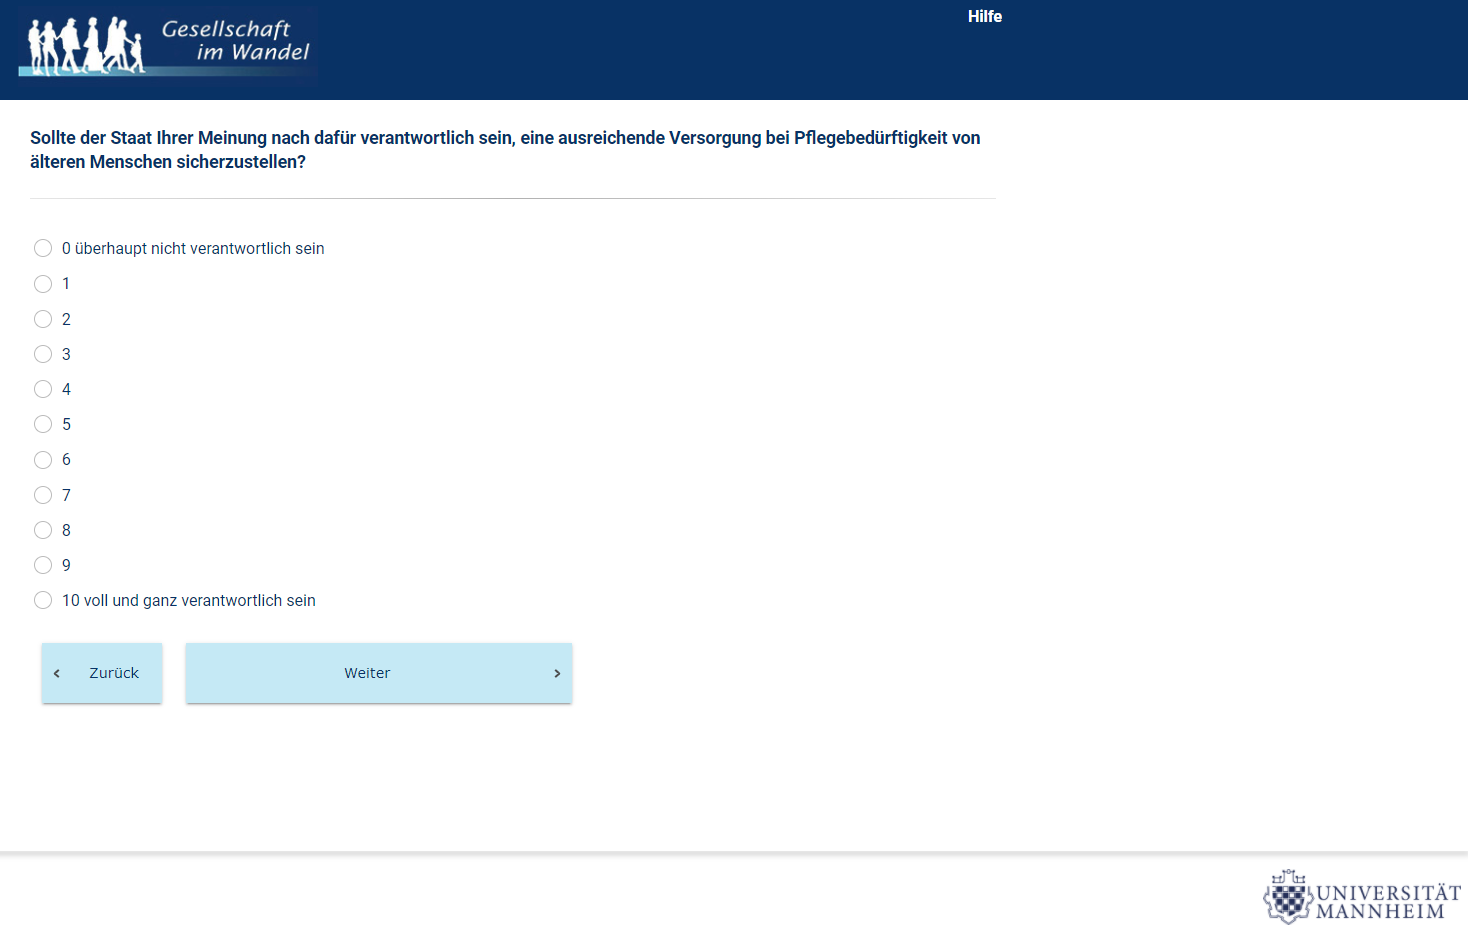 Gesellschaft
im Wandel
Hilfe
Sollte der Staat Ihrer Meinung nach dafür verantwortlich sein, eine ausreichende Versorgung bei Pflegebedürftigkeit von
älteren Menschen sicherzustellen?
0 überhaupt nicht verantwortlich sein
1
2
3
4
5
6
7
8
9
10 voll und ganz verantwortlich sein
‹ Zurück
Weiter ›
UNIVERSITÄT
MANNHEIM